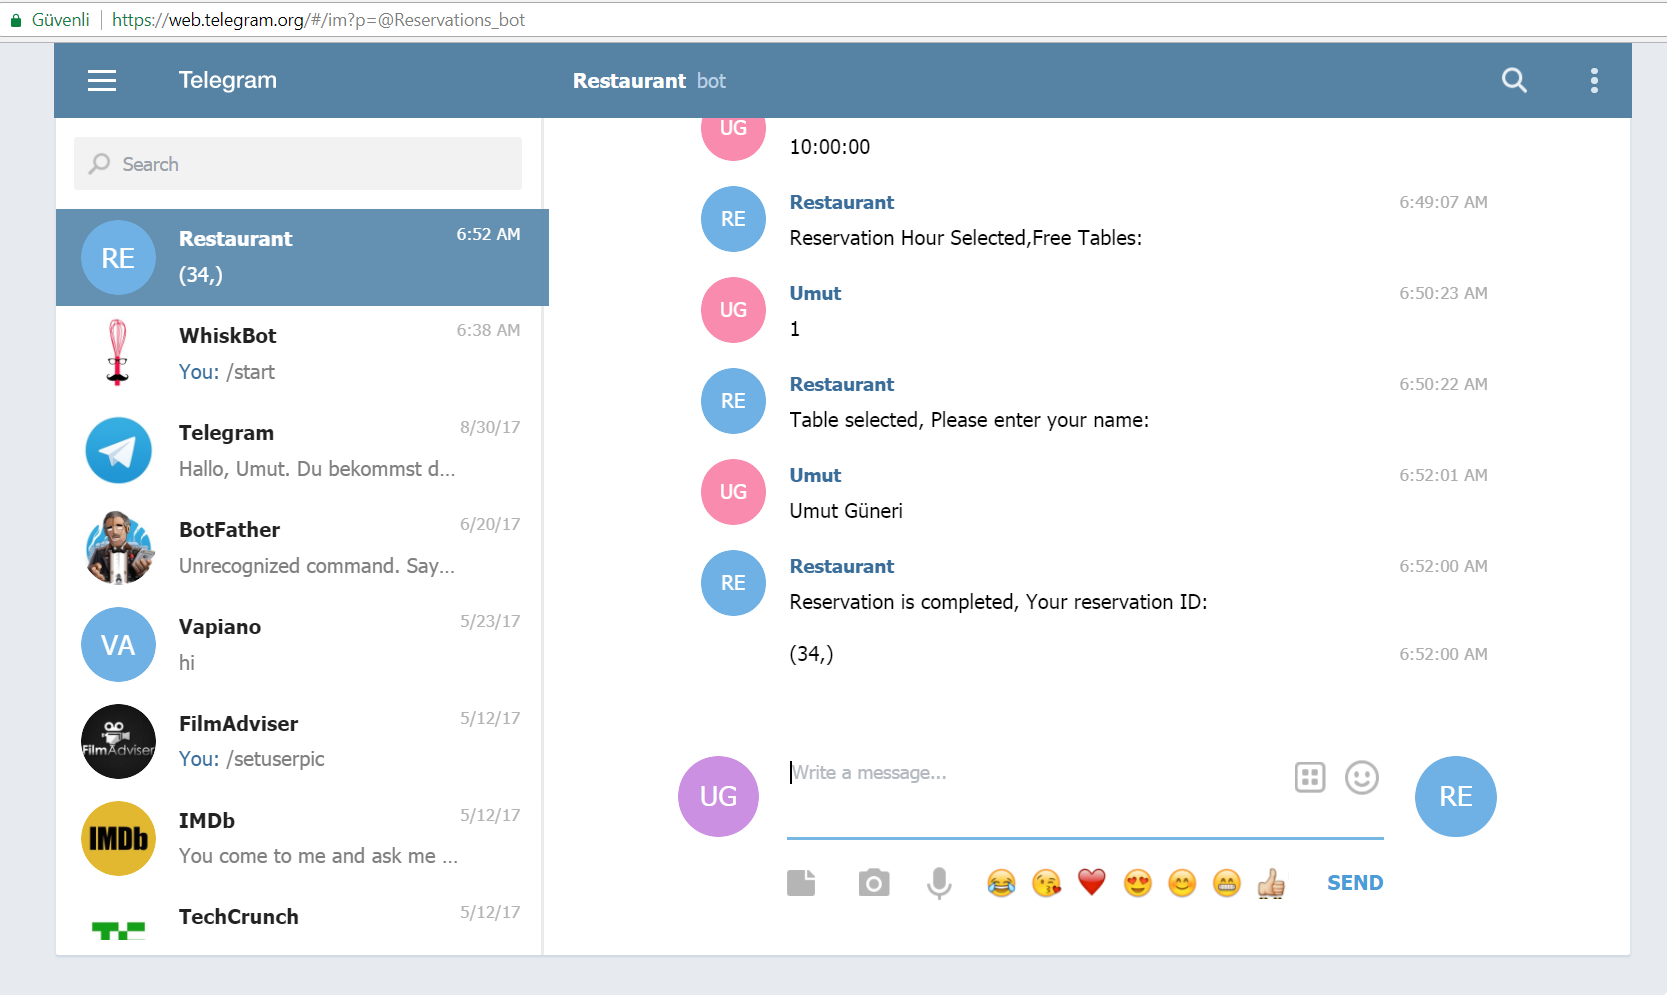 Güvenli https://web.telegram.org/#/im?p=@Reservations_bot
Telegram
Restaurant bot
Search
RE
Restaurant 6:52 AM
(34,)
WhiskBot 6:38 AM
You: /start
Telegram 8/30/17
Hallo, Umut. Du bekommst d...
BotFather 6/20/17
Unrecognized command. Say...
VA
Vapiano 5/23/17
hi
FilmAdviser
FilmAdviser 5/12/17
You: /setuserpic
IMDb
IMDb 5/12/17
You come to me and ask me ...
TechCrunch 5/12/17
UG
10:00:00
RE
Restaurant 6:49:07 AM
Reservation Hour Selected,Free Tables:
UG
Umut 6:50:23 AM
1
RE
Restaurant 6:50:22 AM
Table selected, Please enter your name:
UG
Umut 6:52:01 AM
Umut Güneri
RE
Restaurant 6:52:00 AM
Reservation is completed, Your reservation ID:
(34,) 6:52:00 AM
UG
Write a message...
RE
SEND